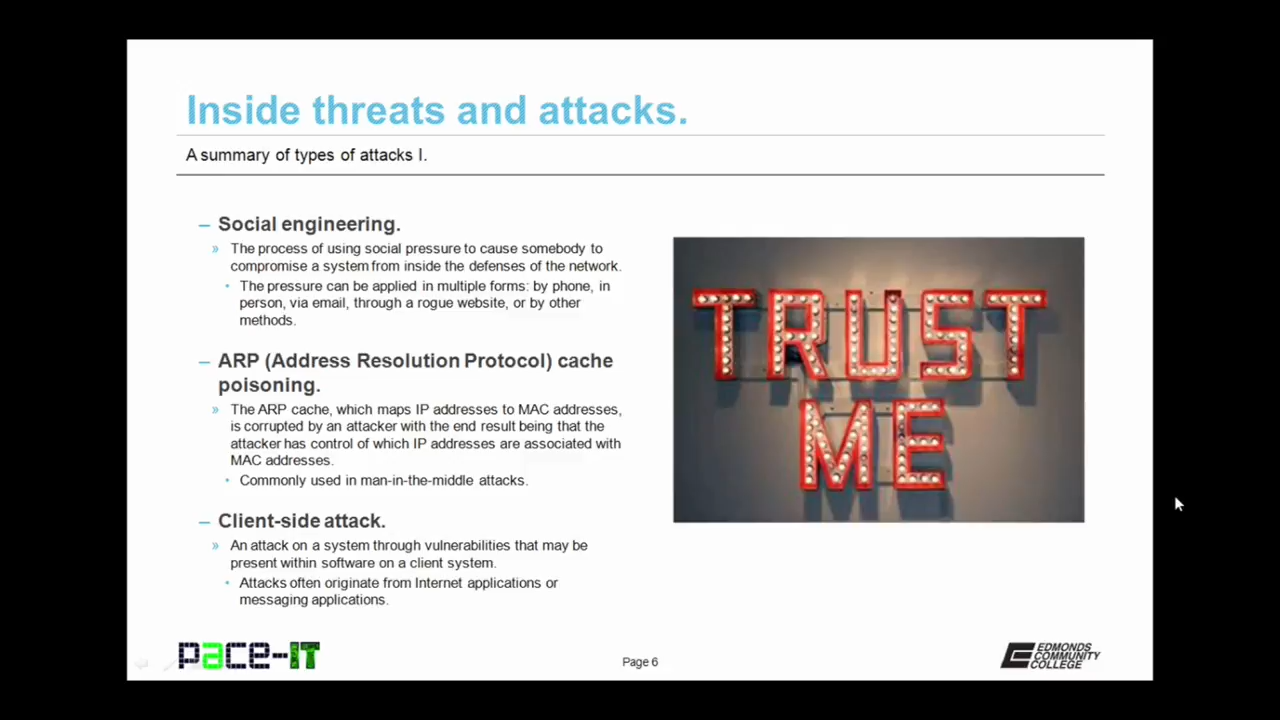 Inside threats and attacks.
A summary of types of attacks I.
– Social engineering.
» The process of using social pressure to cause somebody to
compromise a system from inside the defenses of the network.
• The pressure can be applied in multiple forms: by phone, in
person, via email, through a rogue website, or by other
methods.
– ARP (Address Resolution Protocol) cache
poisoning.
» The ARP cache, which maps IP addresses to MAC addresses,
is corrupted by an attacker with the end result being that the
attacker has control of which IP addresses are associated with
MAC addresses.
• Commonly used in man-in-the-middle attacks.
– Client-side attack.
» An attack on a system through vulnerabilities that may be
present within software on a client system.
• Attacks often originate from Internet applications or
messaging applications.
TRUST
ME
pace-IT
Page 6
EDMONDS
COMMUNITY
COLLEGE